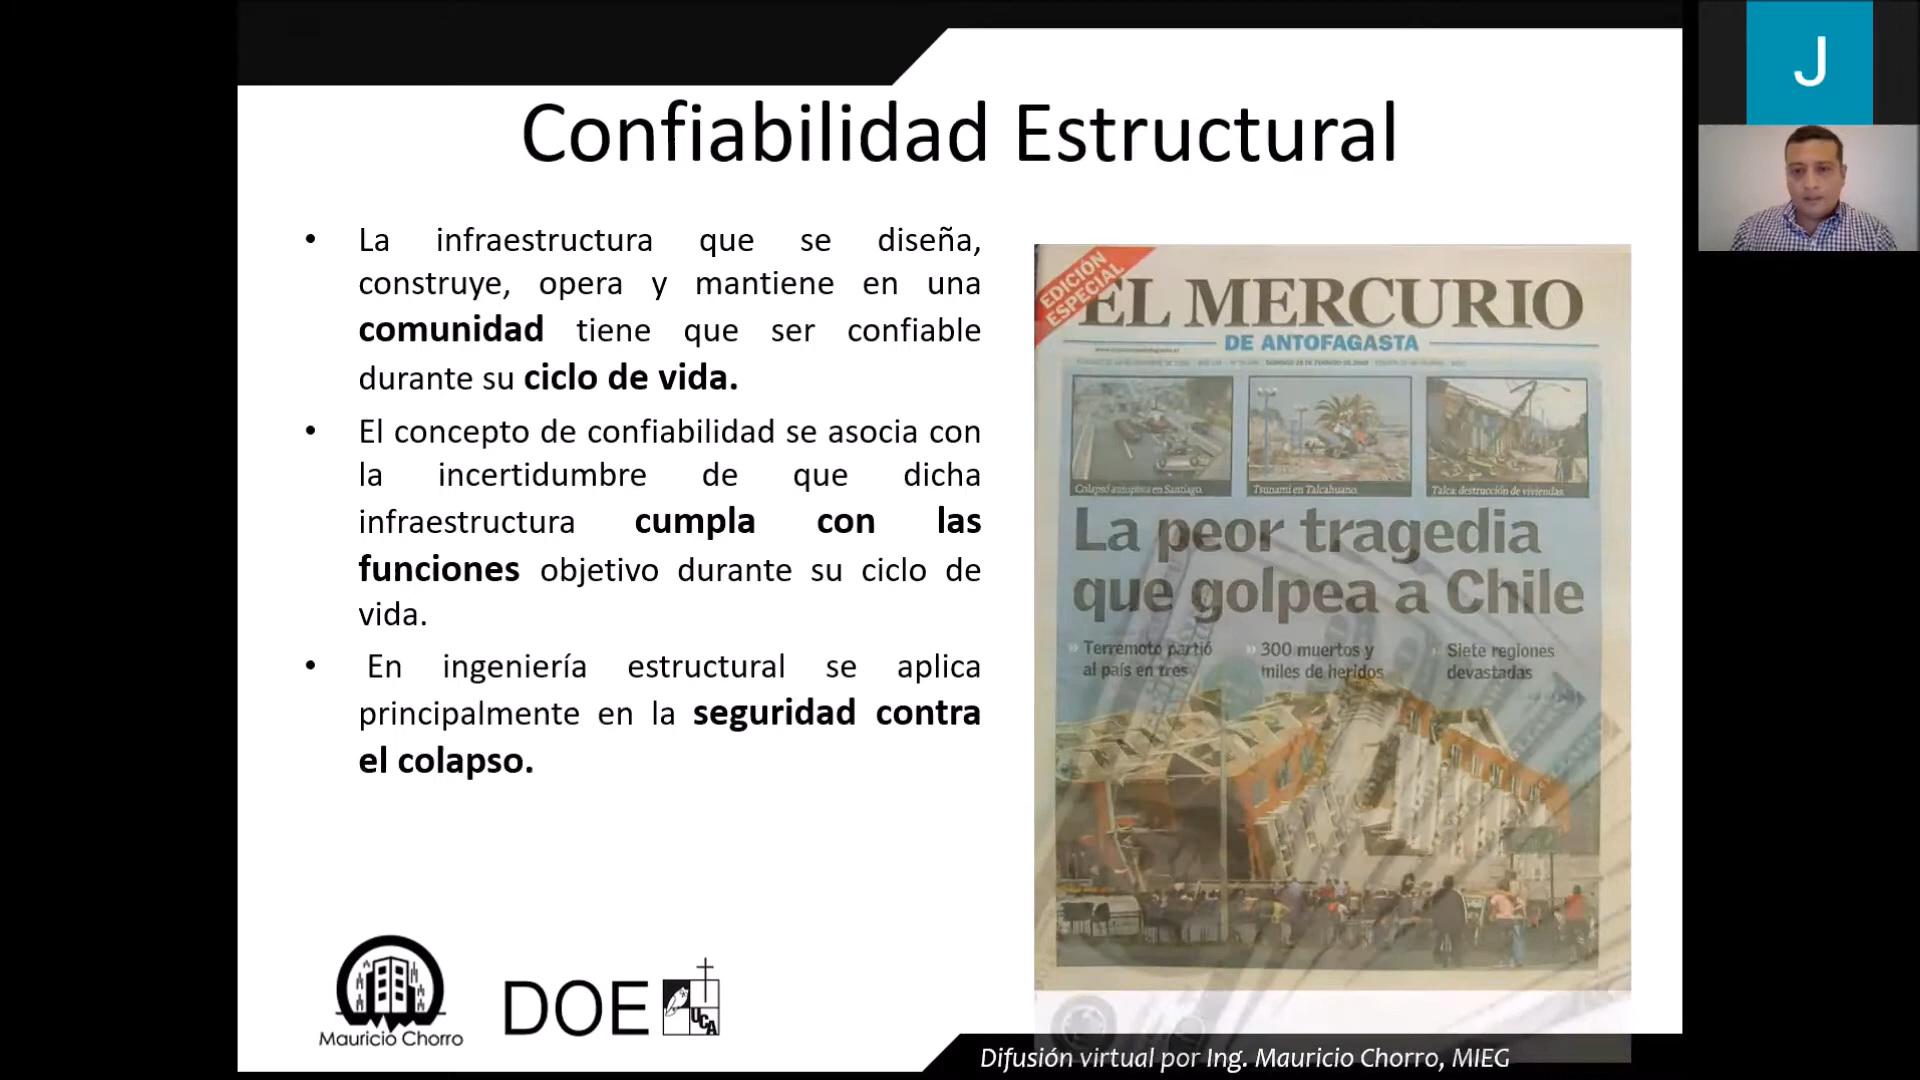 J
Confiabilidad Estructural
• La infraestructura que se diseña,
construye, opera y mantiene en una
comunidad tiene que ser confiable
durante su ciclo de vida.
• El concepto de confiabilidad se asocia con
la incertidumbre de que dicha
infraestructura cumpla con las
funciones objetivo durante su ciclo de
vida.
• En ingeniería estructural se aplica
principalmente en la seguridad contra
el colapso.
EDICIÓN
ESPECIAL
EL MERCURIO
DE ANTOFAGASTA
Colapsó autopista en Santiago.
Tsunami en Talcahuano.
Talca: destrucción de viviendas.
La peor tragedia
que golpea a Chile
» Terremoto partió
al país en tres
» 300 muertos y
miles de heridos
» Siete regiones
devastadas
Mauricio Chorro
DOE
UCA
Difusión virtual por Ing. Mauricio Chorro, MIEG